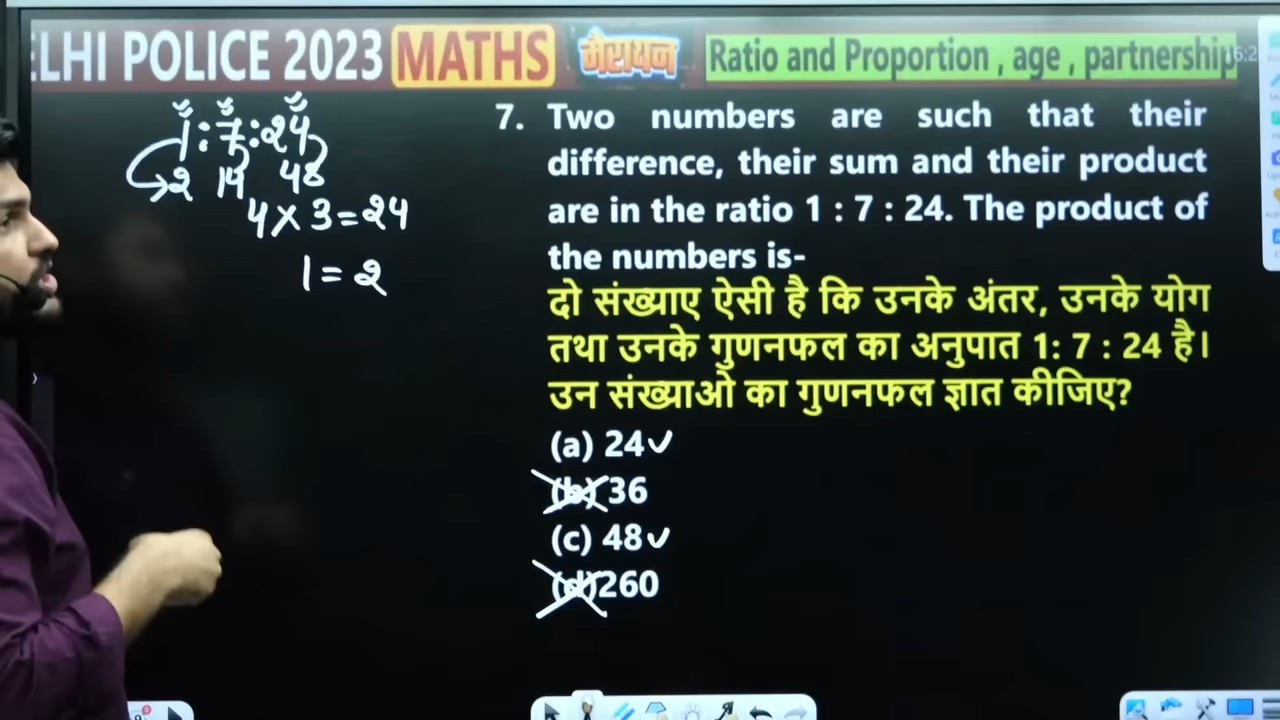 LHI POLICE 2023 MATHS मैराथन Ratio and Proportion , age , partnership 16:2
1 : 7 : 24
2 14 48
4 X 3 = 24
1 = 2
7. Two numbers are such that their
difference, their sum and their product
are in the ratio 1 : 7 : 24. The product of
the numbers is-
दो संख्याए ऐसी है कि उनके अंतर, उनके योग
तथा उनके गुणनफल का अनुपात 1: 7 : 24 है।
उन संख्याओ का गुणनफल ज्ञात कीजिए?
(a) 24
(b) 36
(c) 48
(d) 260